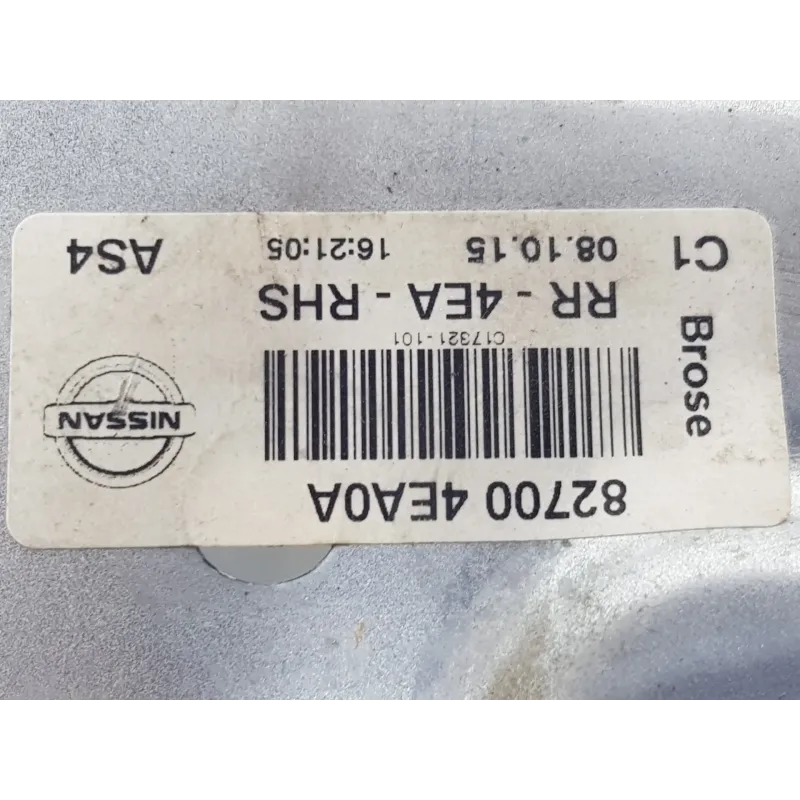 C1 08.10.15 16:21:05 AS4
RR - 4EA - RHS
C17321-101
Brose
NISSAN
82700 4EA0A